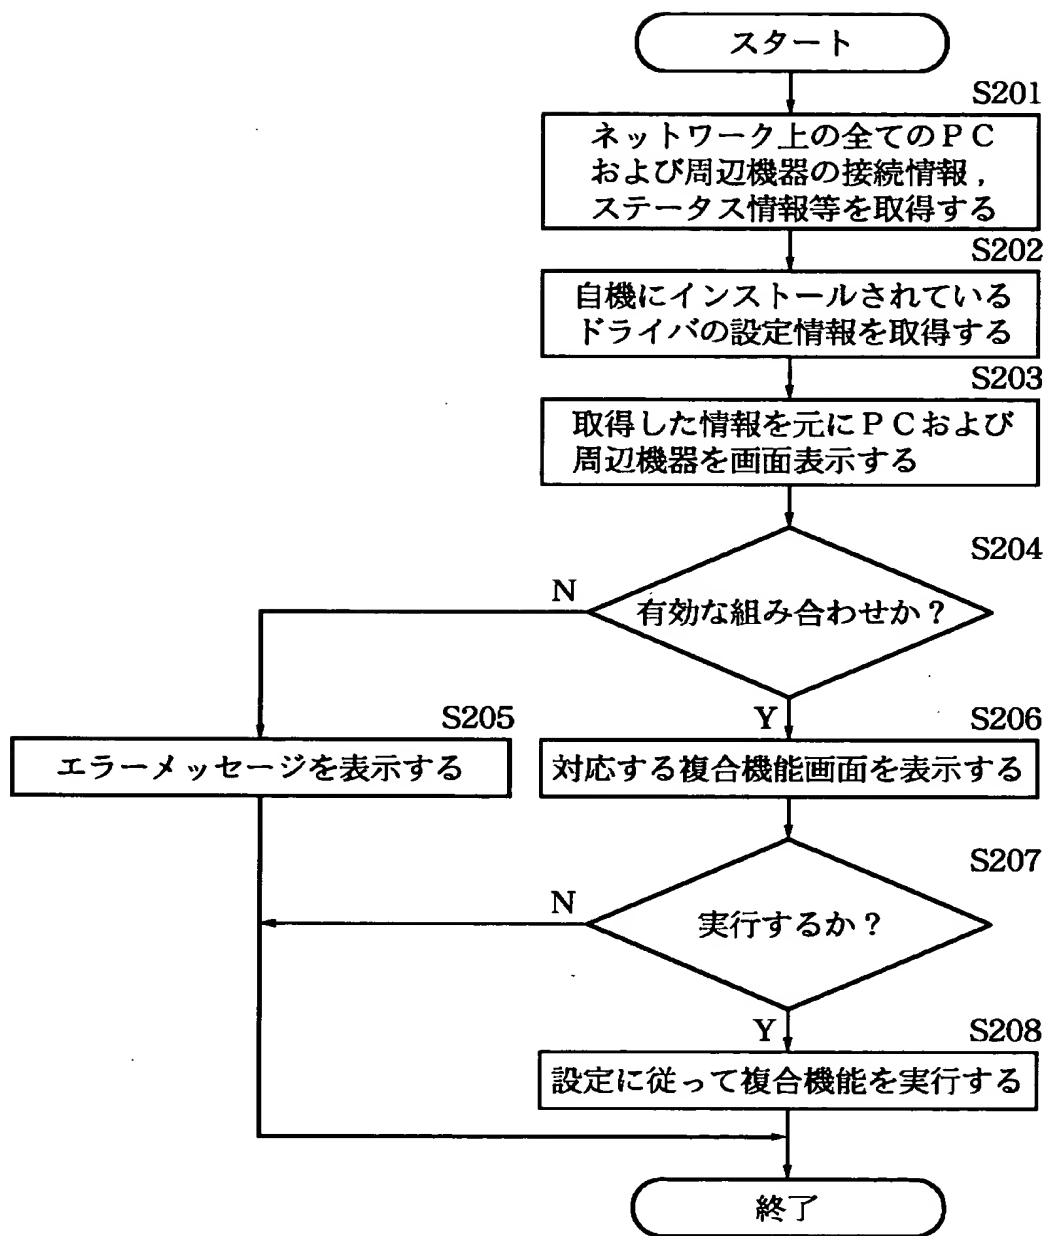 スタート
S201
ネットワーク上の全てのPC
および周辺機器の接続情報,
ステータス情報等を取得する
S202
自機にインストールされている
ドライバの設定情報を取得する
S203
取得した情報を元にPCおよび
周辺機器を画面表示する
S204
有効な組み合わせか？
N
Y
S205
エラーメッセージを表示する
S206
対応する複合機能画面を表示する
S207
実行するか？
N
Y
S208
設定に従って複合機能を実行する
終了